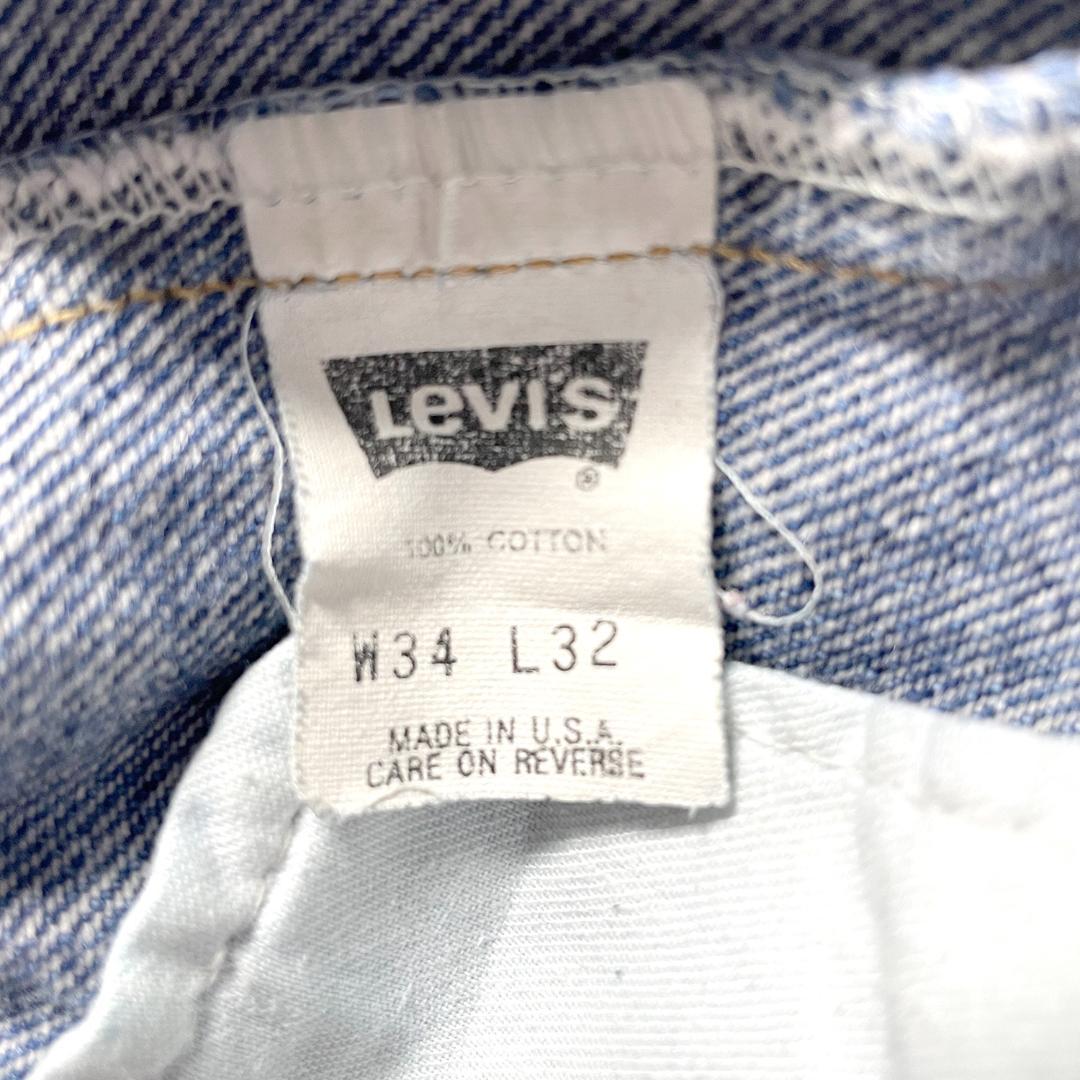 LEVI'S ®
100% COTTON
W34 L32
MADE IN U.S.A.
CARE ON REVERSE